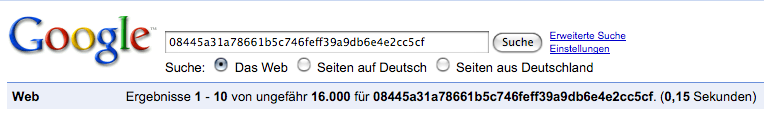 Google™ 08445a31a78661b5c746feff39a9db6e4e2cc5cf Suche Erweiterte Suche
Einstellungen
Suche: Das Web Seiten auf Deutsch Seiten aus Deutschland
Web Ergebnisse 1 - 10 von ungefähr 16.000 für 08445a31a78661b5c746feff39a9db6e4e2cc5cf. (0,15 Sekunden)